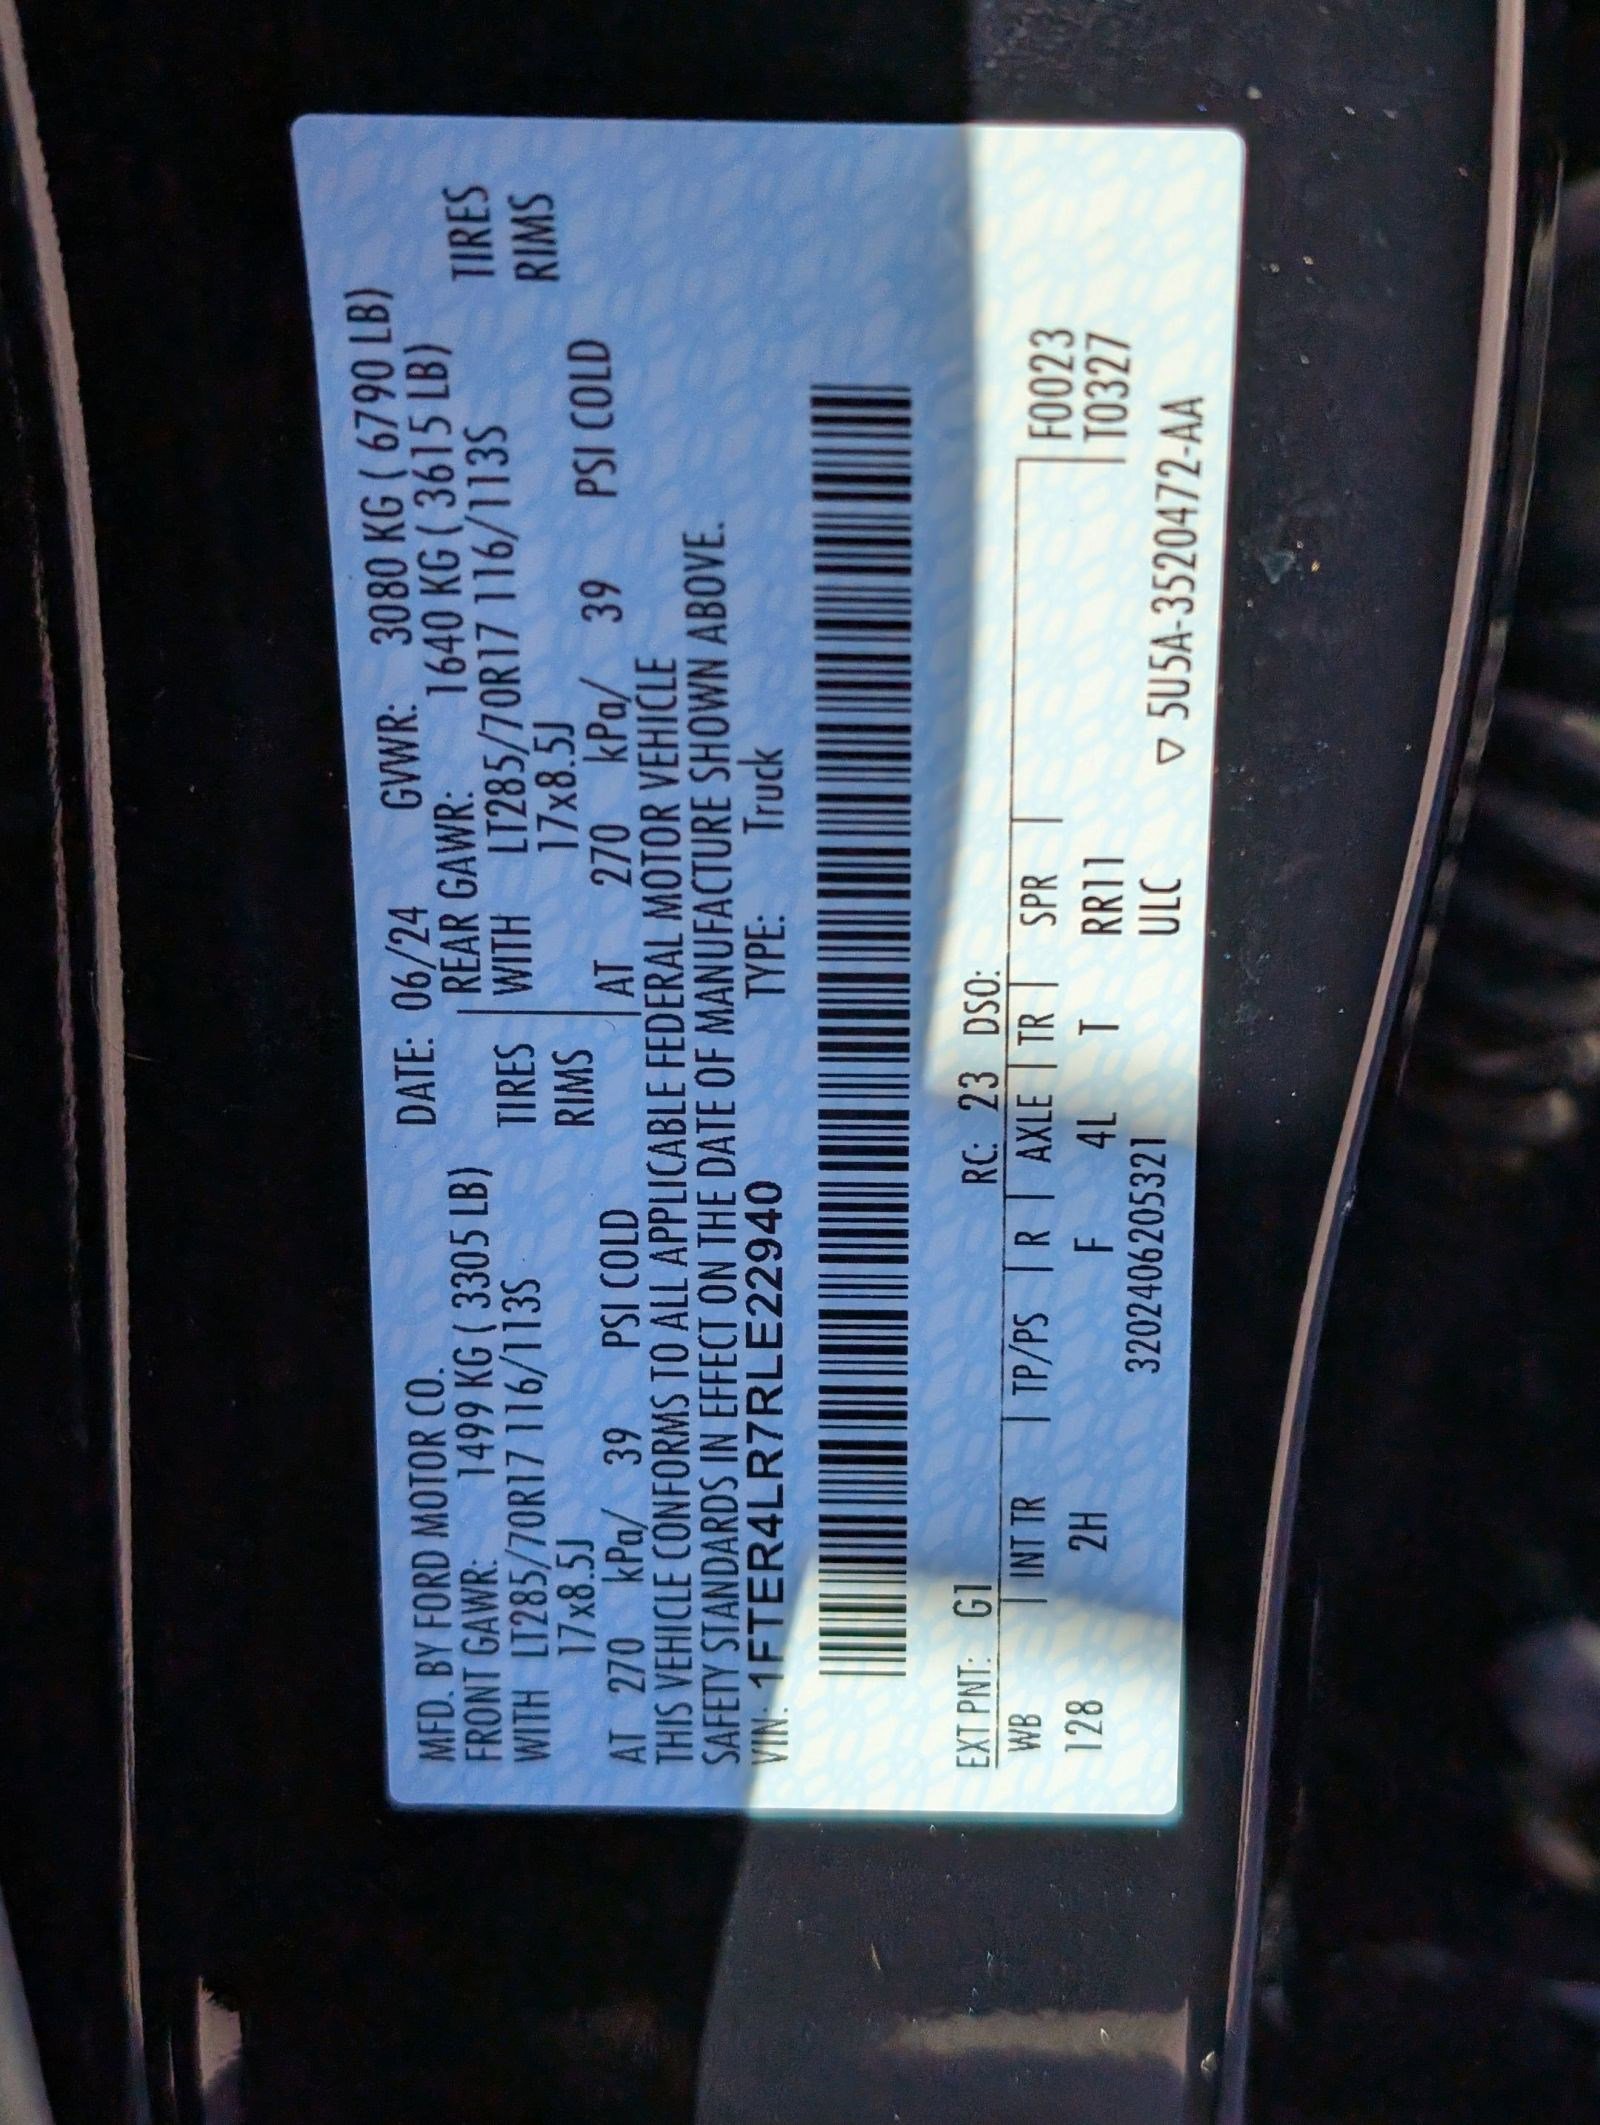 MFD. BY FORD MOTOR CO. DATE: 06/24 GVWR: 3080 KG ( 6790 LB)
FRONT GAWR: 1499 KG ( 3305 LB) REAR GAWR: 1640 KG ( 3615 LB)
WITH LT285/70R17 116/113S TIRES WITH LT285/70R17 116/113S TIRES
17x8.5J RIMS 17x8.5J RIMS
AT 270 kPa/ 39 PSI COLD AT 270 kPa/ 39 PSI COLD
THIS VEHICLE CONFORMS TO ALL APPLICABLE FEDERAL MOTOR VEHICLE
SAFETY STANDARDS IN EFFECT ON THE DATE OF MANUFACTURE SHOWN ABOVE.
VIN: 1FTER4LR7RLE22940 TYPE: Truck
EXT PNT: G1 RC: 23 DSO:
WB | INT TR | TP/PS | R | AXLE | TR | SPR | F0023
128 2H F 4L T RR11 T0327
3202406205321 ULC ▽ 5U5A-3520472-AA